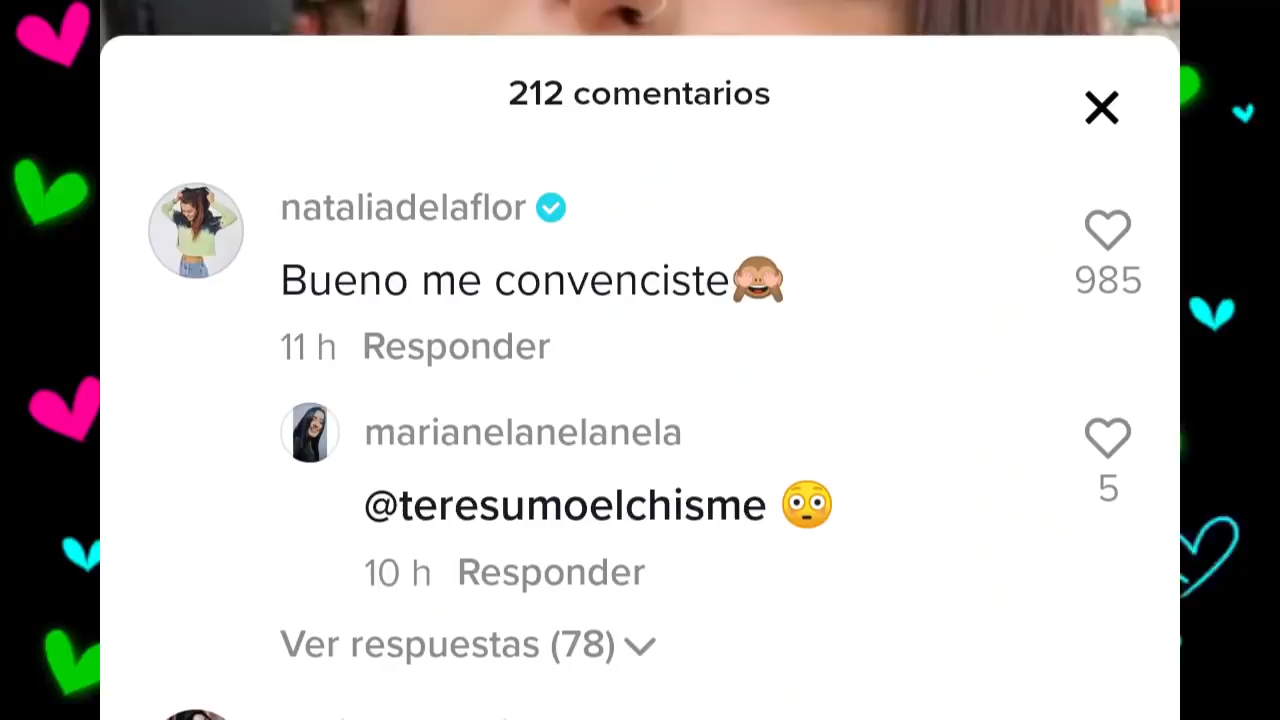 212 comentarios
nataliadelaflor
Bueno me convenciste🙈
985
11 h Responder
marianelanelanela
@teresumoelchisme 😳
5
10 h Responder
Ver respuestas (78)